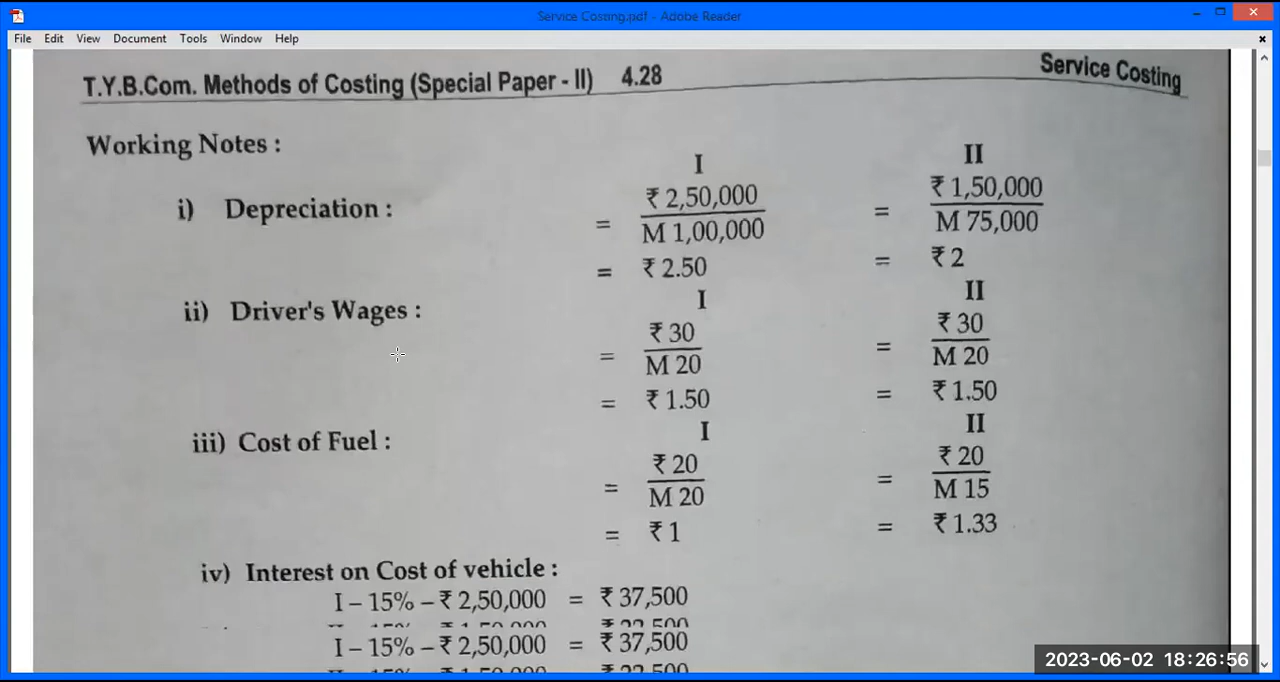 Service Costing.pdf - Adobe Reader
File Edit View Document Tools Window Help
T.Y.B.Com. Methods of Costing (Special Paper - II) 4.28 Service Costing
Working Notes :
I II
i) Depreciation : = ₹ 2,50,000 / M 1,00,000 = ₹ 1,50,000 / M 75,000
= ₹ 2.50 = ₹ 2
ii) Driver's Wages : I II
= ₹ 30 / M 20 = ₹ 30 / M 20
= ₹ 1.50 = ₹ 1.50
iii) Cost of Fuel : I II
= ₹ 20 / M 20 = ₹ 20 / M 15
= ₹ 1 = ₹ 1.33
iv) Interest on Cost of vehicle :
I – 15% – ₹ 2,50,000 = ₹ 37,500
I – 15% – ₹ 2,50,000 = ₹ 37,500
2023-06-02 18:26:56